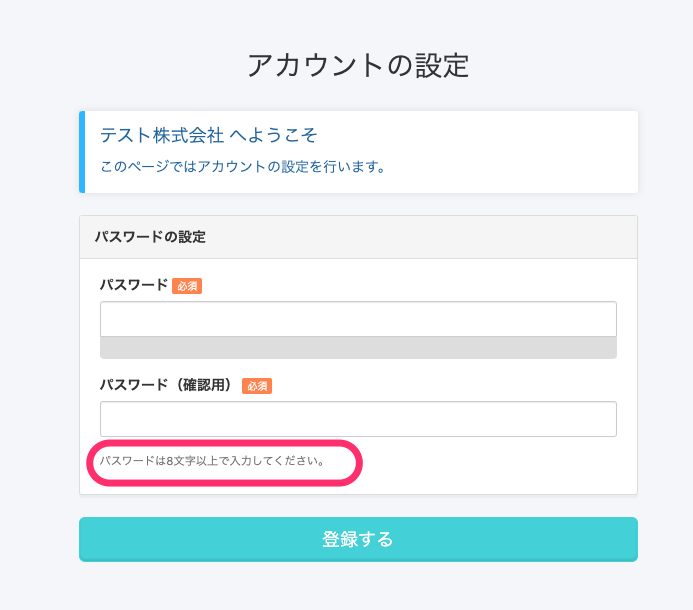 アカウントの設定
テスト株式会社 へようこそ
このページではアカウントの設定を行います。
パスワードの設定
パスワード 必須
パスワード（確認用） 必須
パスワードは8文字以上で入力してください。
登録する